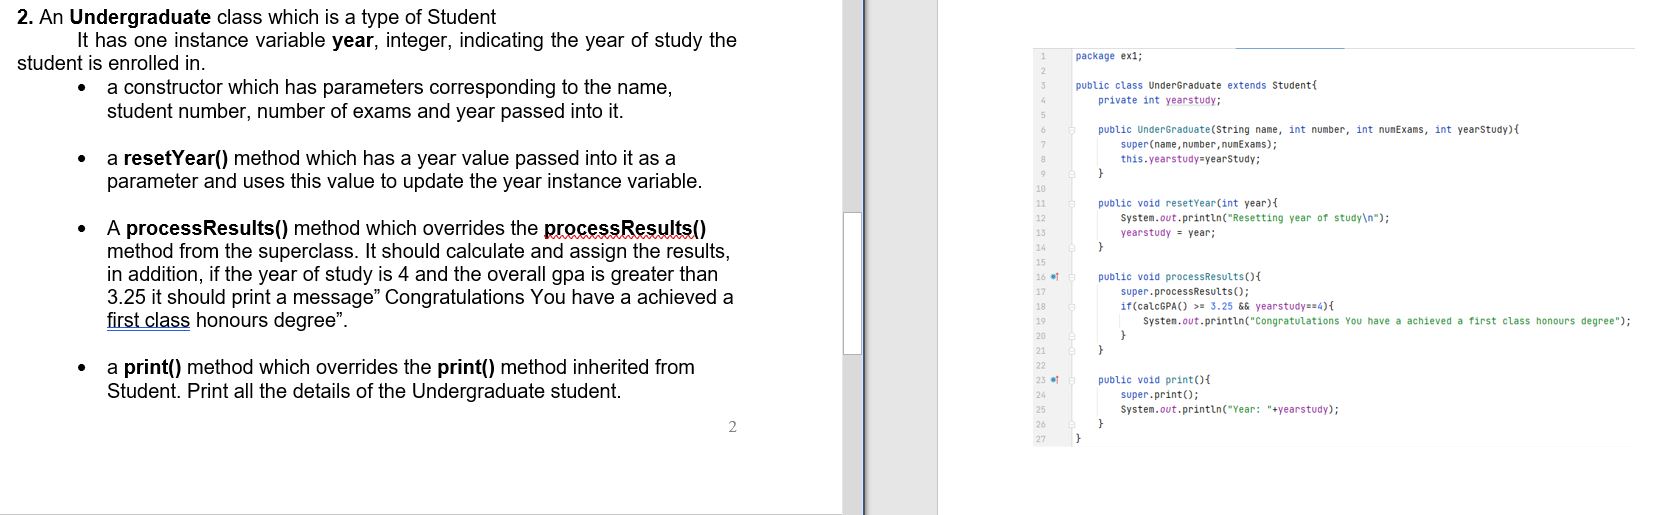 2. An Undergraduate class which is a type of Student
It has one instance variable year, integer, indicating the year of study the
student is enrolled in.
• a constructor which has parameters corresponding to the name,
student number, number of exams and year passed into it.
• a resetYear() method which has a year value passed into it as a
parameter and uses this value to update the year instance variable.
• A processResults() method which overrides the processResults()
method from the superclass. It should calculate and assign the results,
in addition, if the year of study is 4 and the overall gpa is greater than
3.25 it should print a message” Congratulations You have a achieved a
first class honours degree”.
• a print() method which overrides the print() method inherited from
Student. Print all the details of the Undergraduate student.
2
1 package ex1;
2
3 public class UnderGraduate extends Student{
4 private int yearstudy;
5
6 public UnderGraduate(String name, int number, int numExams, int yearStudy){
7 super(name,number,numExams);
8 this.yearstudy=yearStudy;
9 }
10
11 public void resetYear(int year){
12 System.out.println("Resetting year of study\n");
13 yearstudy = year;
14 }
15
16 public void processResults(){
17 super.processResults();
18 if(calcGPA() >= 3.25 && yearstudy==4){
19 System.out.println("Congratulations You have a achieved a first class honours degree");
20 }
21 }
22
23 public void print(){
24 super.print();
25 System.out.println("Year: "+yearstudy);
26 }
27 }